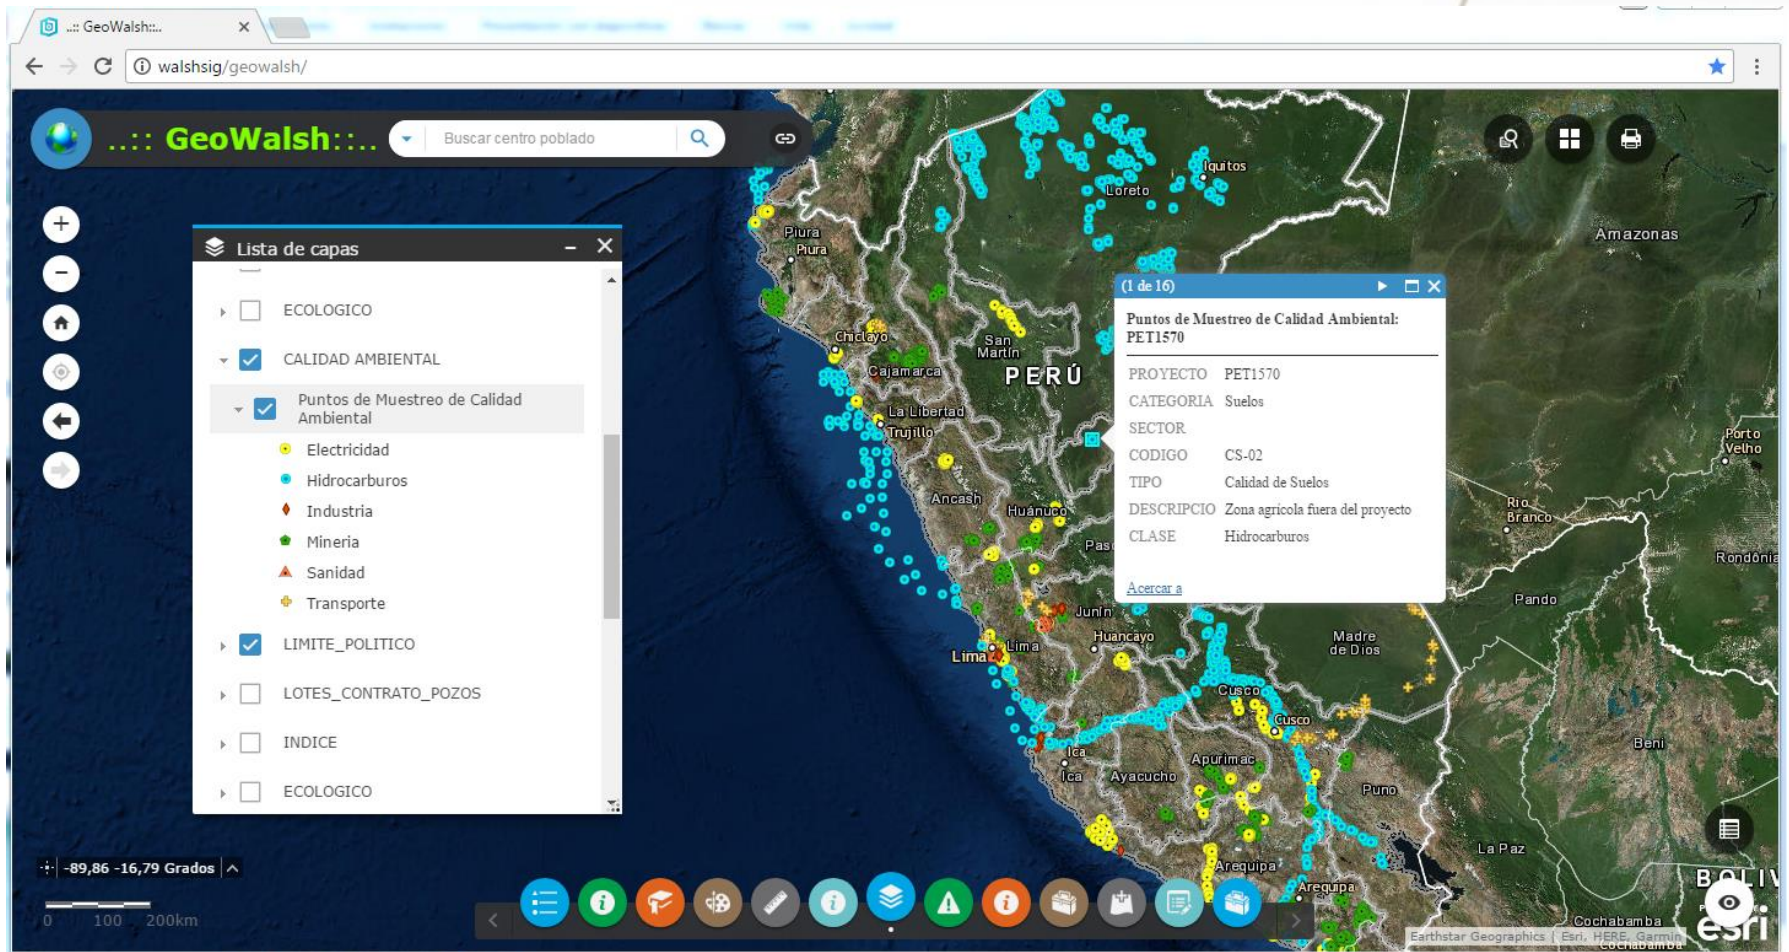 ..:: GeoWalsh::..
walshsig/geowalsh/
..:: GeoWalsh::..
Buscar centro poblado
Lista de capas
ECOLOGICO
CALIDAD AMBIENTAL
Puntos de Muestreo de Calidad
Ambiental
Electricidad
Hidrocarburos
Industria
Mineria
Sanidad
Transporte
LIMITE_POLITICO
LOTES_CONTRATO_POZOS
INDICE
ECOLOGICO
(1 de 16)
Puntos de Muestreo de Calidad Ambiental:
PET1570
PROYECTO PET1570
CATEGORIA Suelos
SECTOR
CODIGO CS-02
TIPO Calidad de Suelos
DESCRIPCIO Zona agrícola fuera del proyecto
CLASE Hidrocarburos
Acercar a
Iquitos
Loreto
Amazonas
Piura
Piura
Chiclayo
San
Martín
Cajamarca
PERÚ
La Libertad
Trujillo
Porto
Velho
Ancash
Huánuco
Rio
Branco
Pasc
Rondônia
Pando
Junín
Huancayo
Lima
Lima
Madre
de Dios
Cusco
Cusco
Ica
Ica
Ayacucho
Apurimac
Puno
Beni
La Paz
Arequipa
Arequipa
BOLIV
Cochabamba
Cochabamba
-89,86 -16,79 Grados
0 100 200km
Earthstar Geographics | Esri, HERE, Garmin
esri